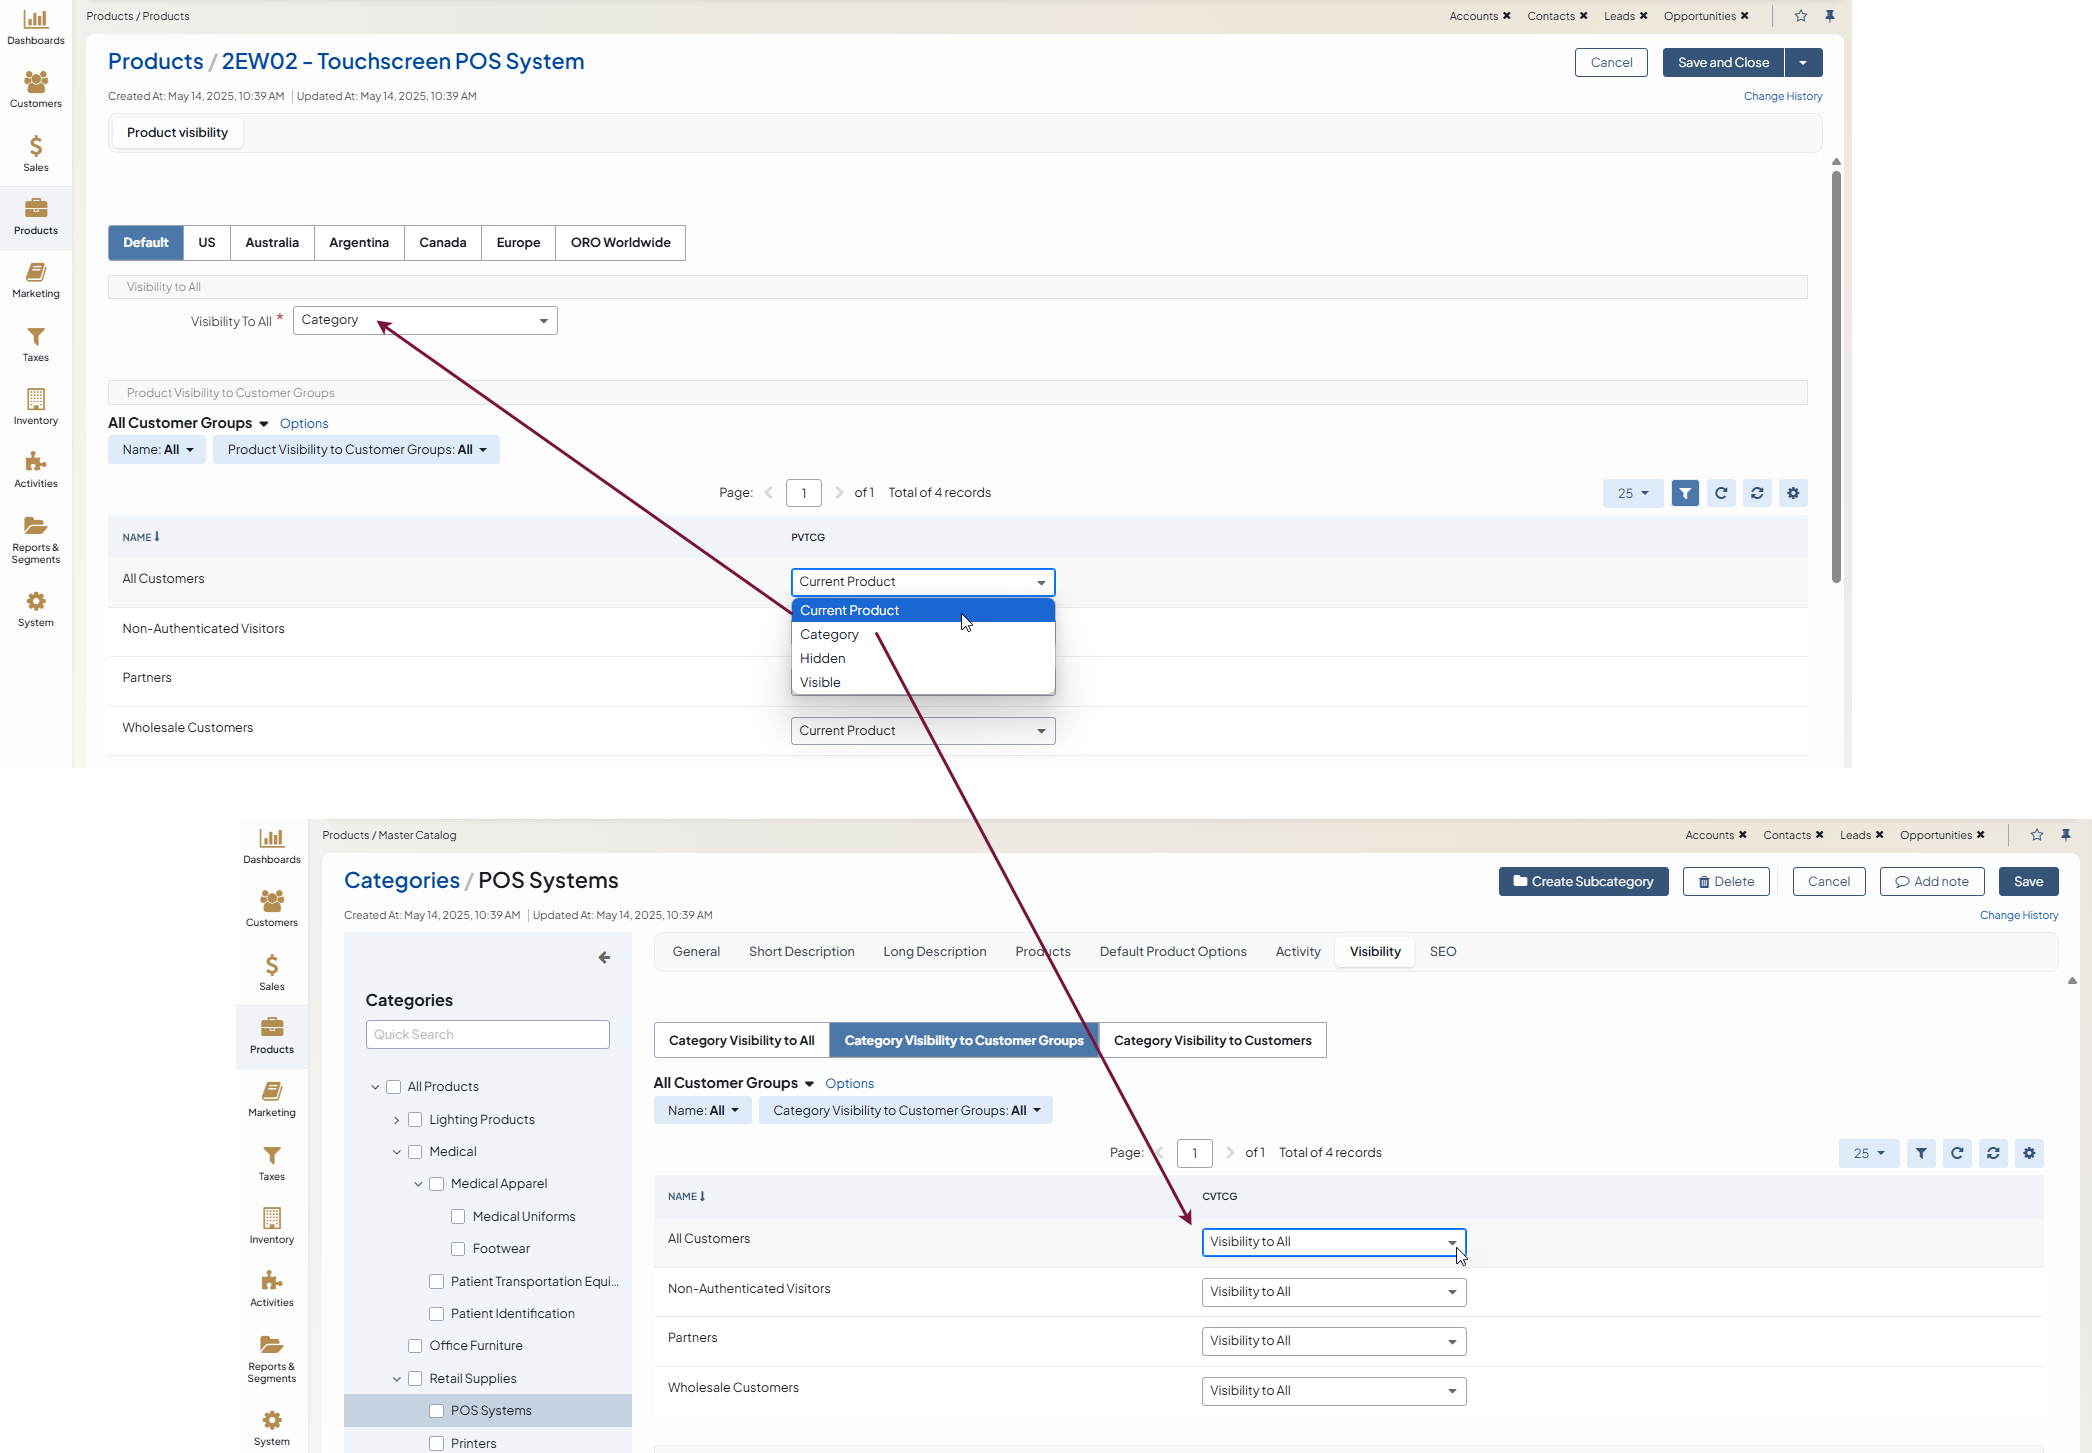 Products / Products
Accounts ✖ Contacts ✖ Leads ✖ Opportunities ✖
Dashboards
Customers
Sales
Products
Marketing
Taxes
Inventory
Activities
Reports &
Segments
System
Products / 2EW02 - Touchscreen POS System
Cancel
Save and Close
Created At: May 14, 2025, 10:39 AM | Updated At: May 14, 2025, 10:39 AM
Change History
Product visibility
Default US Australia Argentina Canada Europe ORO Worldwide
Visibility to All
Visibility To All * Category
Product Visibility to Customer Groups
All Customer Groups Options
Name: All Product Visibility to Customer Groups: All
Page: 1 of 1 Total of 4 records 25
NAME PVTCG
All Customers Current Product
Current Product
Category
Hidden
Visible
Non-Authenticated Visitors
Partners
Wholesale Customers Current Product
Products / Master Catalog
Accounts ✖ Contacts ✖ Leads ✖ Opportunities ✖
Dashboards
Customers
Sales
Products
Marketing
Taxes
Inventory
Activities
Reports &
Segments
System
Categories / POS Systems
Create Subcategory Delete Cancel Add note Save
Created At: May 14, 2025, 10:39 AM | Updated At: May 14, 2025, 10:39 AM
Change History
Categories
Quick Search
All Products
Lighting Products
Medical
Medical Apparel
Medical Uniforms
Footwear
Patient Transportation Equi...
Patient Identification
Office Furniture
Retail Supplies
POS Systems
Printers
General Short Description Long Description Products Default Product Options Activity Visibility SEO
Category Visibility to All Category Visibility to Customer Groups Category Visibility to Customers
All Customer Groups Options
Name: All Category Visibility to Customer Groups: All
Page: 1 of 1 Total of 4 records 25
NAME CVTCG
All Customers Visibility to All
Non-Authenticated Visitors Visibility to All
Partners Visibility to All
Wholesale Customers Visibility to All